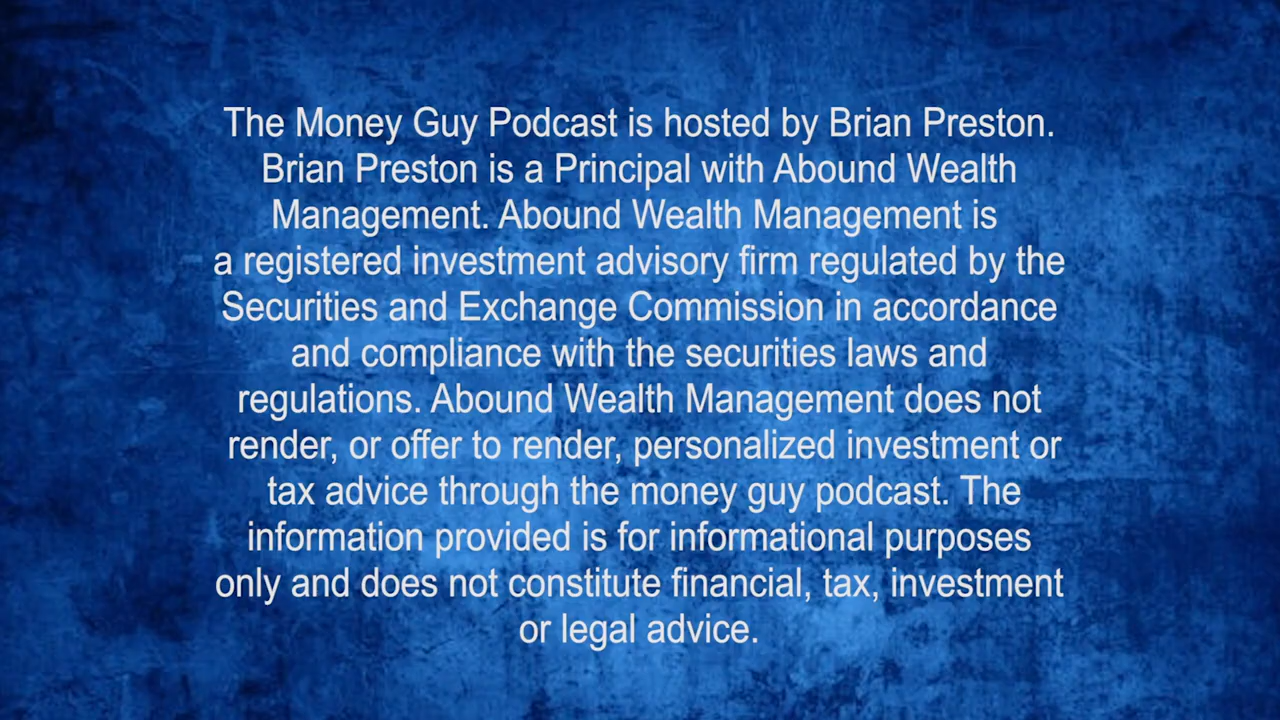 The Money Guy Podcast is hosted by Brian Preston.
Brian Preston is a Principal with Abound Wealth
Management. Abound Wealth Management is
a registered investment advisory firm regulated by the
Securities and Exchange Commission in accordance
and compliance with the securities laws and
regulations. Abound Wealth Management does not
render, or offer to render, personalized investment or
tax advice through the money guy podcast. The
information provided is for informational purposes
only and does not constitute financial, tax, investment
or legal advice.